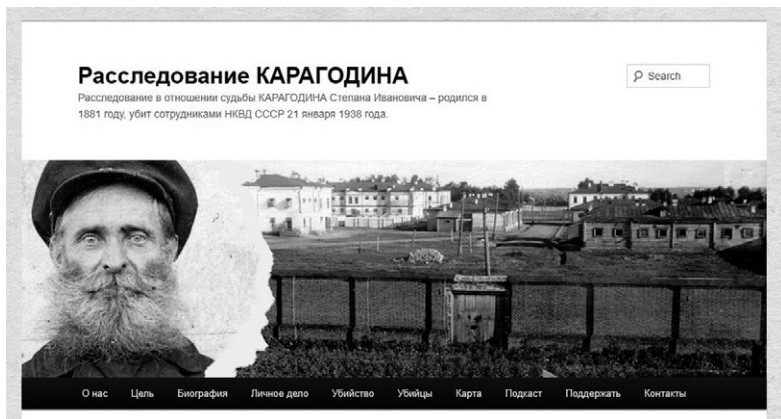 Расследование КАРАГОДИНА
Search
Расследование в отношении судьбы КАРАГОДИНА Степана Ивановича – родился в
1881 году, убит сотрудниками НКВД СССР 21 января 1938 года.
О нас Цель Биография Личное дело Убийство Убийцы Карта Подкаст Поддержать Контакты